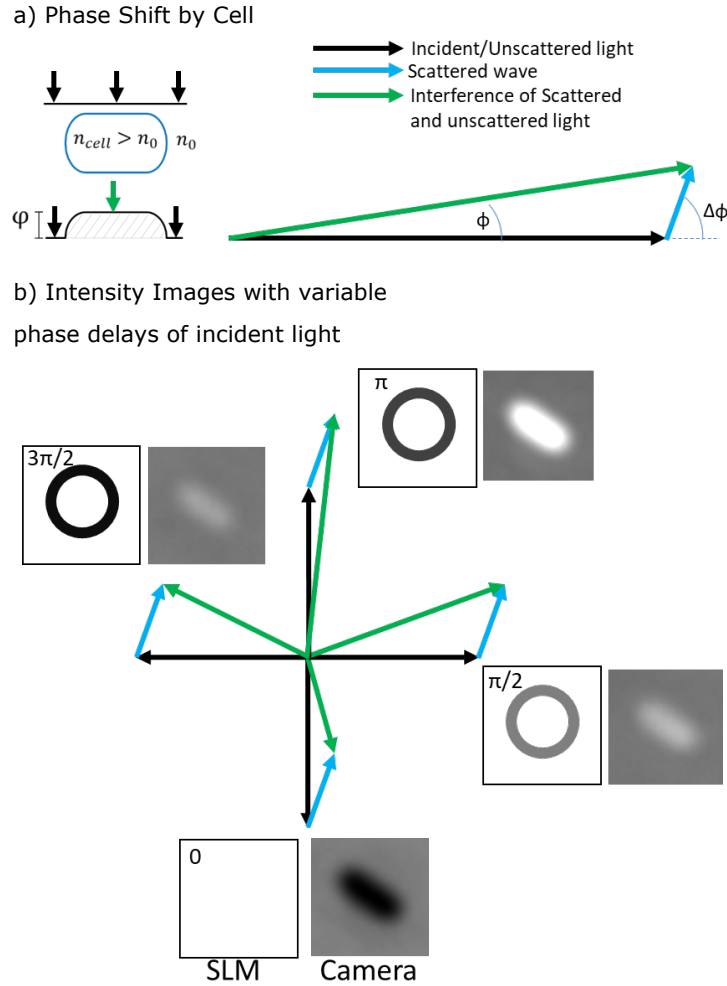 a) Phase Shift by Cell
Incident/Unscattered light
Scattered wave
Interference of Scattered
and unscattered light
n_cell > n_0 n_0
φ
ϕ
Δϕ
b) Intensity Images with variable
phase delays of incident light
π
3π/2
π/2
0
SLM Camera